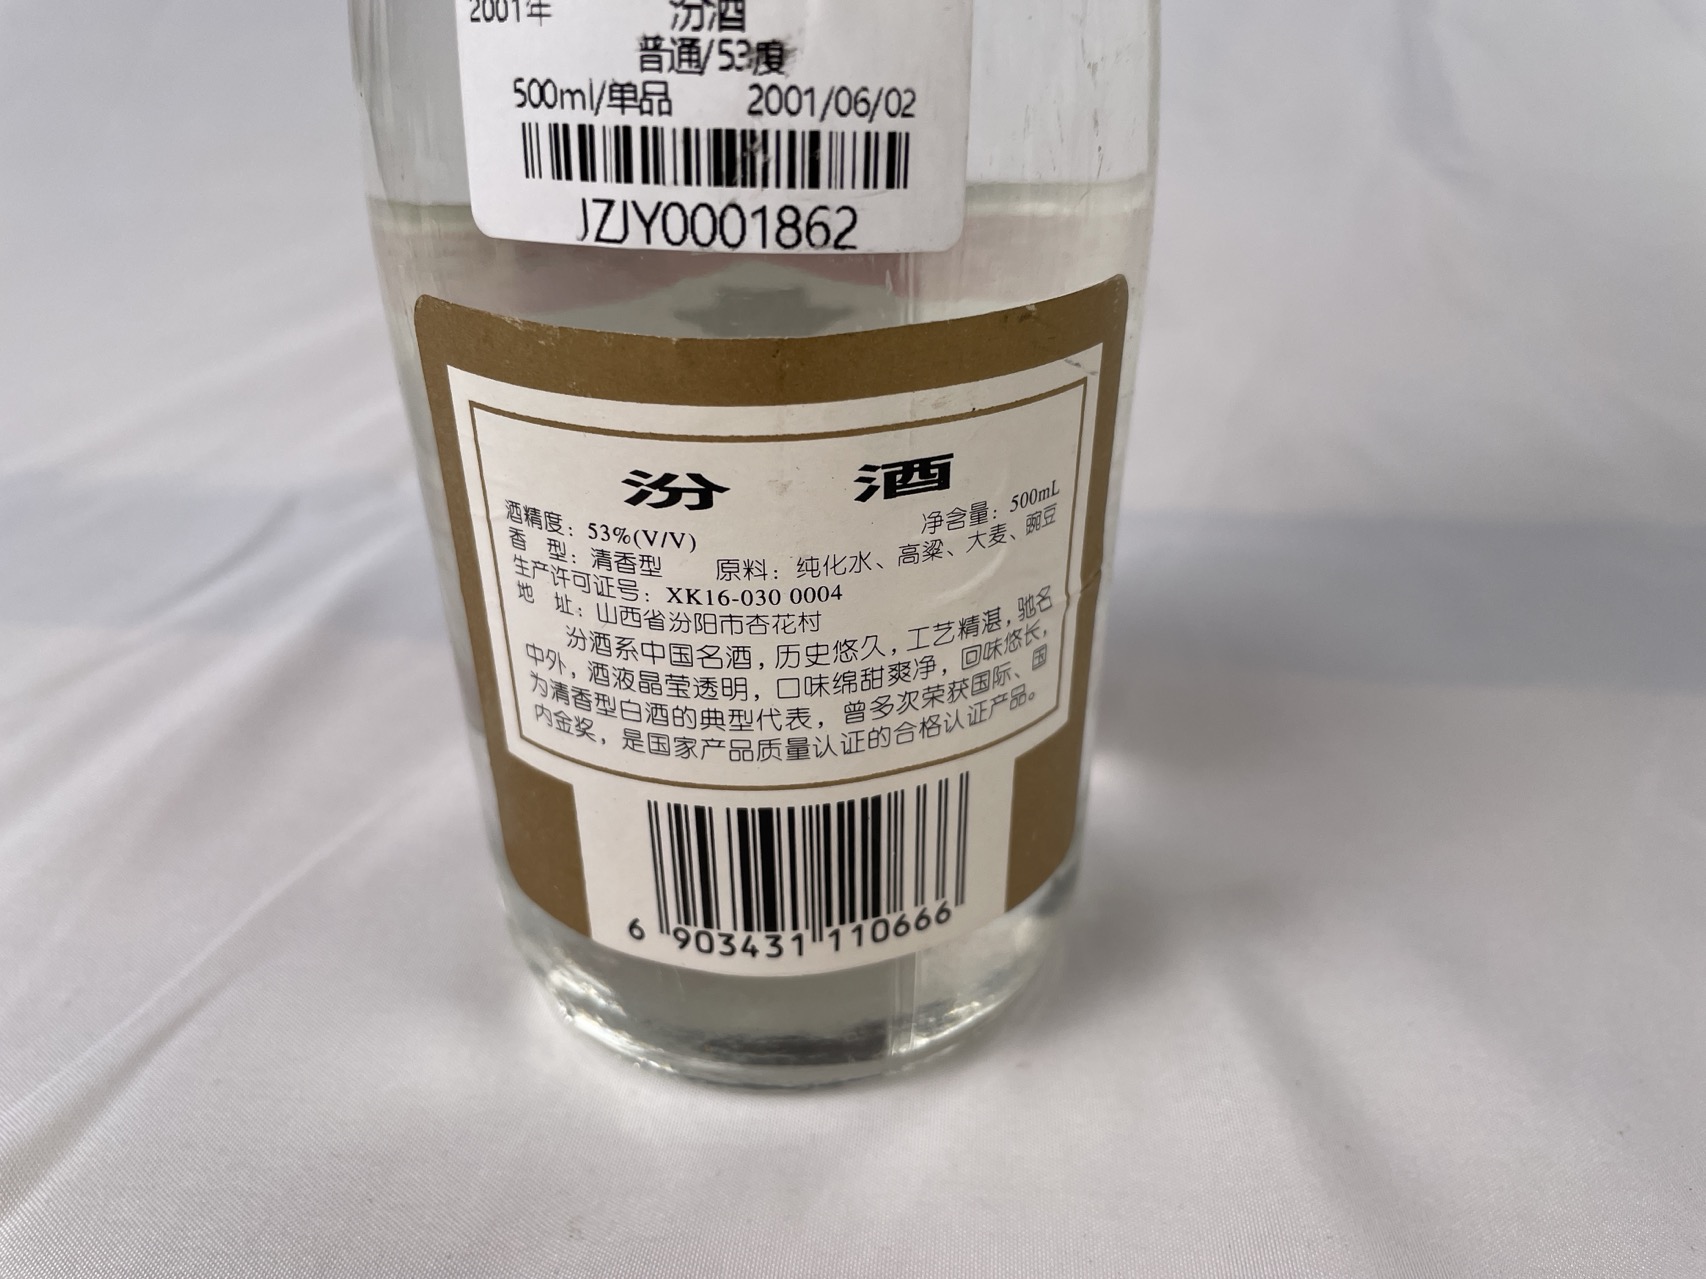 2001年 汾酒
普通/53度
500ml/单品 2001/06/02
JZJY0001862
汾 酒
酒精度：53%(V/V) 净含量：500mL
香 型：清香型 原料：纯化水、高粱、大麦、豌豆
生产许可证号：XK16-030 0004
地 址：山西省汾阳市杏花村
汾酒系中国名酒，历史悠久，工艺精湛，驰名
中外，酒液晶莹透明，口味绵甜爽净，回味悠长，
为清香型白酒的典型代表，曾多次荣获国际、国
内金奖，是国家产品质量认证的合格认证产品。
6 903431 110666